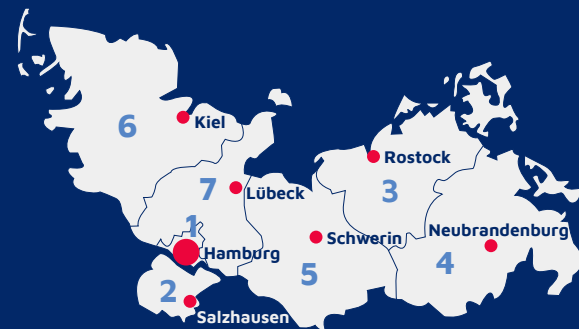 6
Kiel
7
Lübeck
1
Hamburg
2
Salzhausen
Rostock
3
Schwerin
5
Neubrandenburg
4